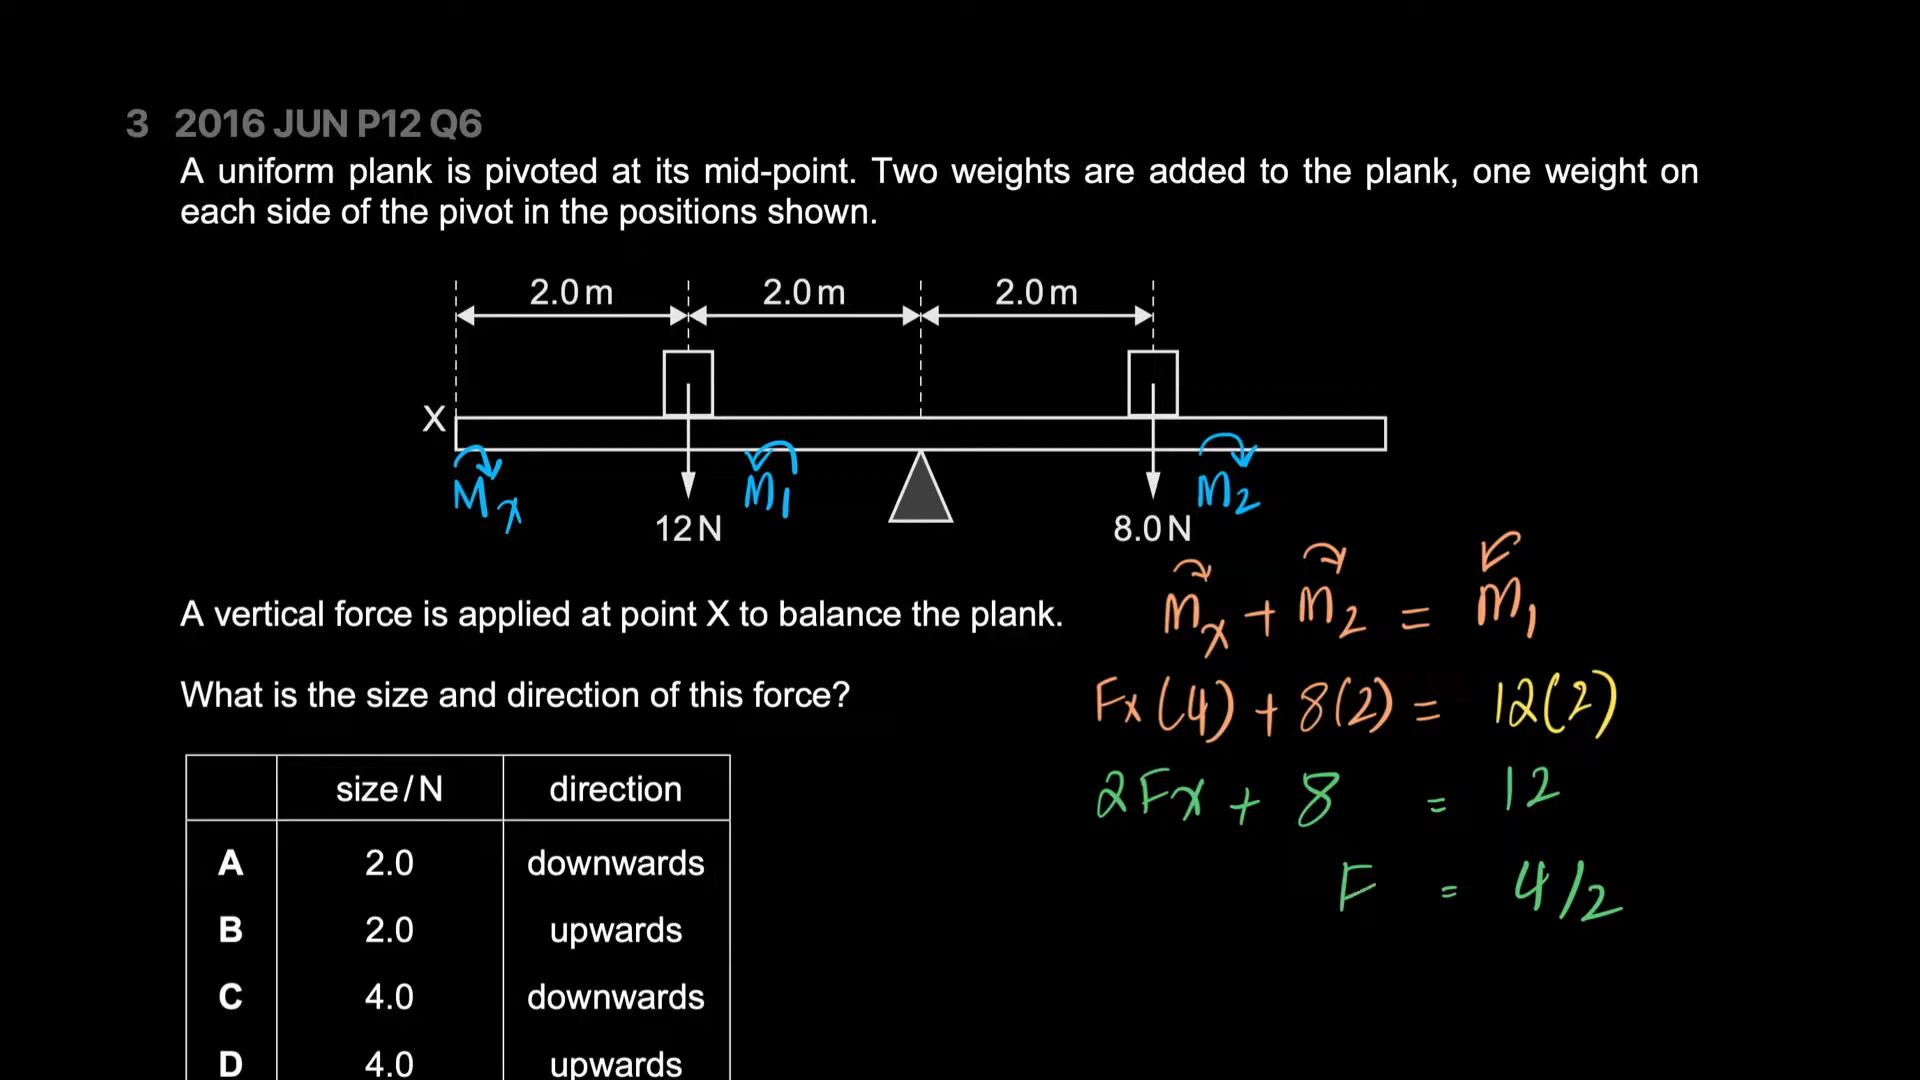 3 2016 JUN P12 Q6
A uniform plank is pivoted at its mid-point. Two weights are added to the plank, one weight on
each side of the pivot in the positions shown.
2.0 m 2.0 m 2.0 m
X
Mx M1 M2
12 N 8.0 N
Mx + M2 = M1
A vertical force is applied at point X to balance the plank.
Fx (4) + 8(2) = 12(2)
What is the size and direction of this force?
2Fx + 8 = 12
size / N direction
A 2.0 downwards
F = 4/2
B 2.0 upwards
C 4.0 downwards
D 4.0 upwards